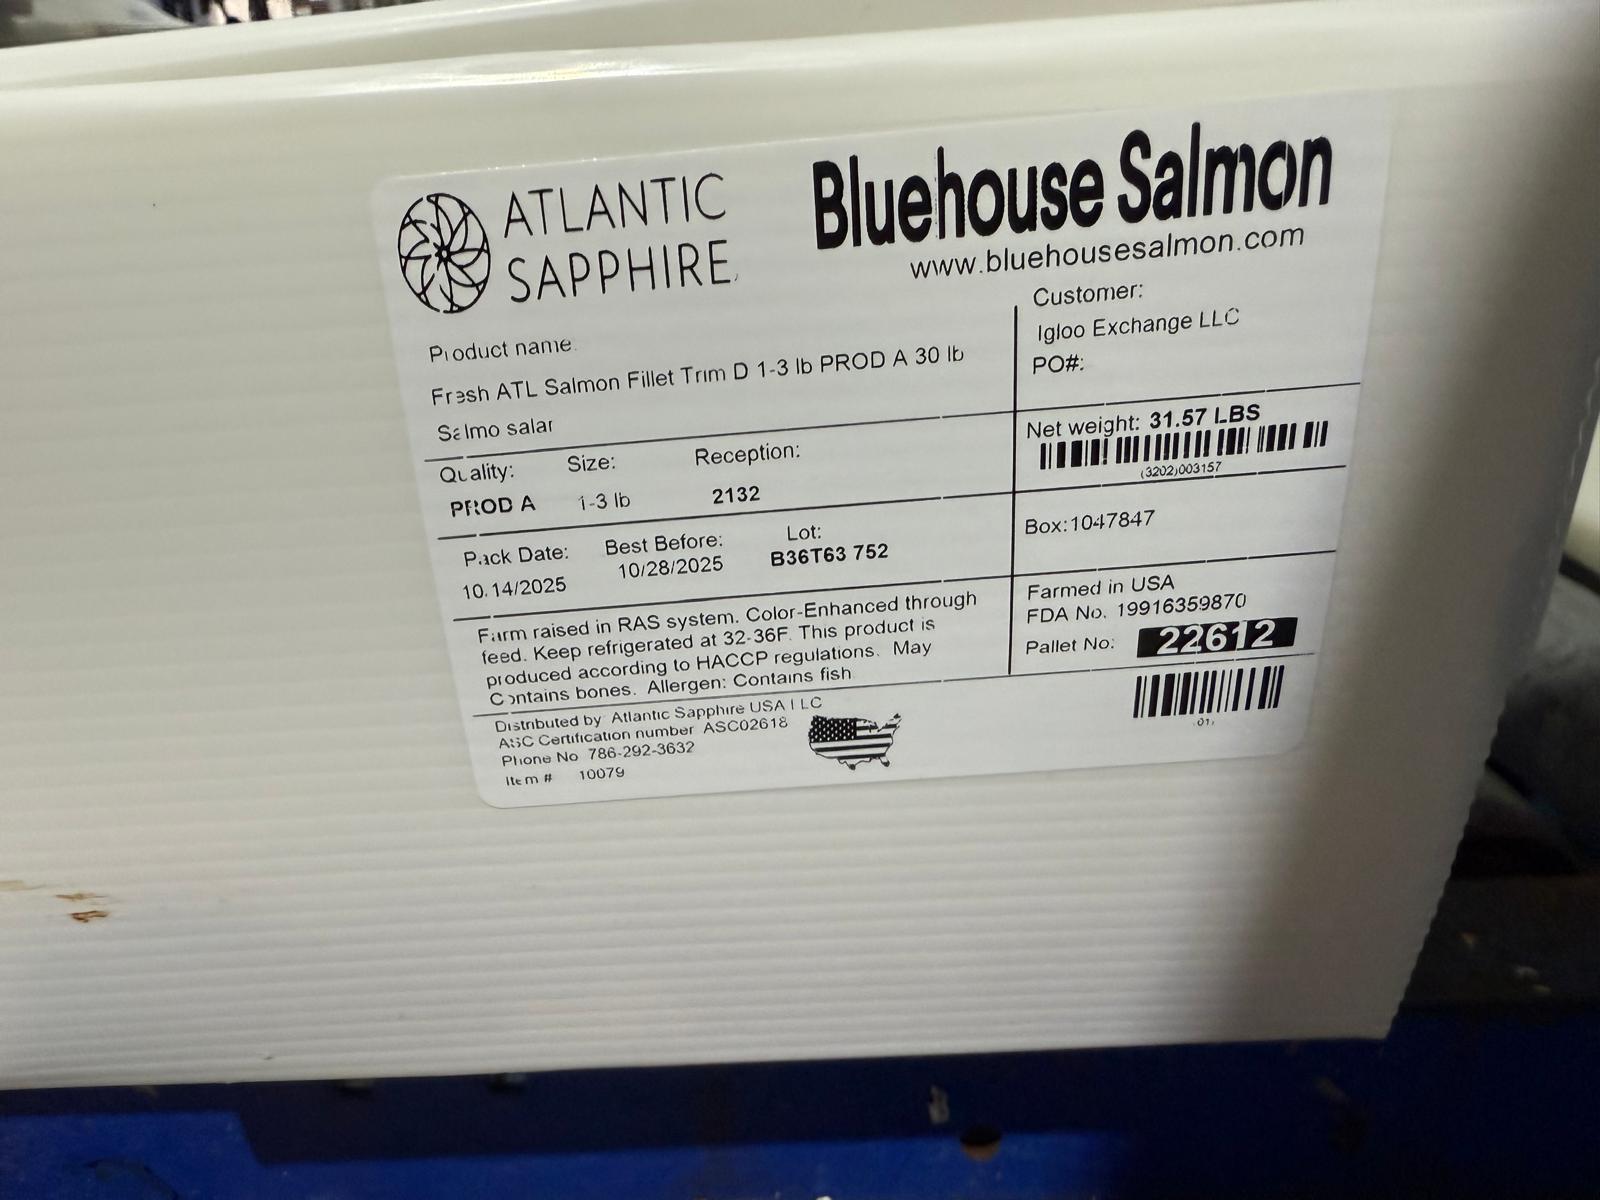 ATLANTIC
SAPPHIRE
Bluehouse Salmon
www.bluehousesalmon.com
Product name:
Fresh ATL Salmon Fillet Trim D 1-3 lb PROD A 30 lb
Salmo salar
Customer:
Igloo Exchange LLC
PO#:
Quality: Size: Reception:
PROD A 1-3 lb 2132
Net weight: 31.57 LBS
(3202)003157
Pack Date: Best Before: Lot:
10/14/2025 10/28/2025 B36T63 752
Box:1047847
Farm raised in RAS system. Color-Enhanced through
feed. Keep refrigerated at 32-36F. This product is
produced according to HACCP regulations. May
Contains bones. Allergen: Contains fish
Farmed in USA
FDA No. 19916359870
Pallet No: 22612
(01)
Distributed by: Atlantic Sapphire USA LLC
ASC Certification number ASC02618
Phone No 786-292-3632
Item # 10079